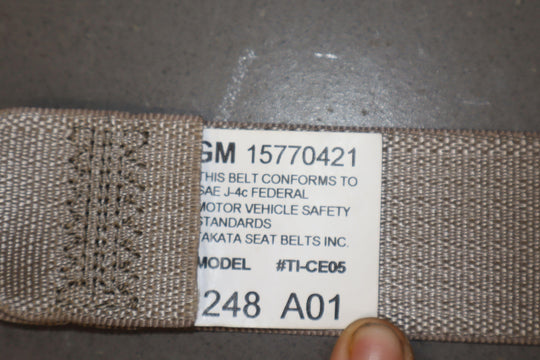 GM 15770421
THIS BELT CONFORMS TO
SAE J-4c FEDERAL
MOTOR VEHICLE SAFETY
STANDARDS
TAKATA SEAT BELTS INC.
MODEL #TI-CE05
248 A01